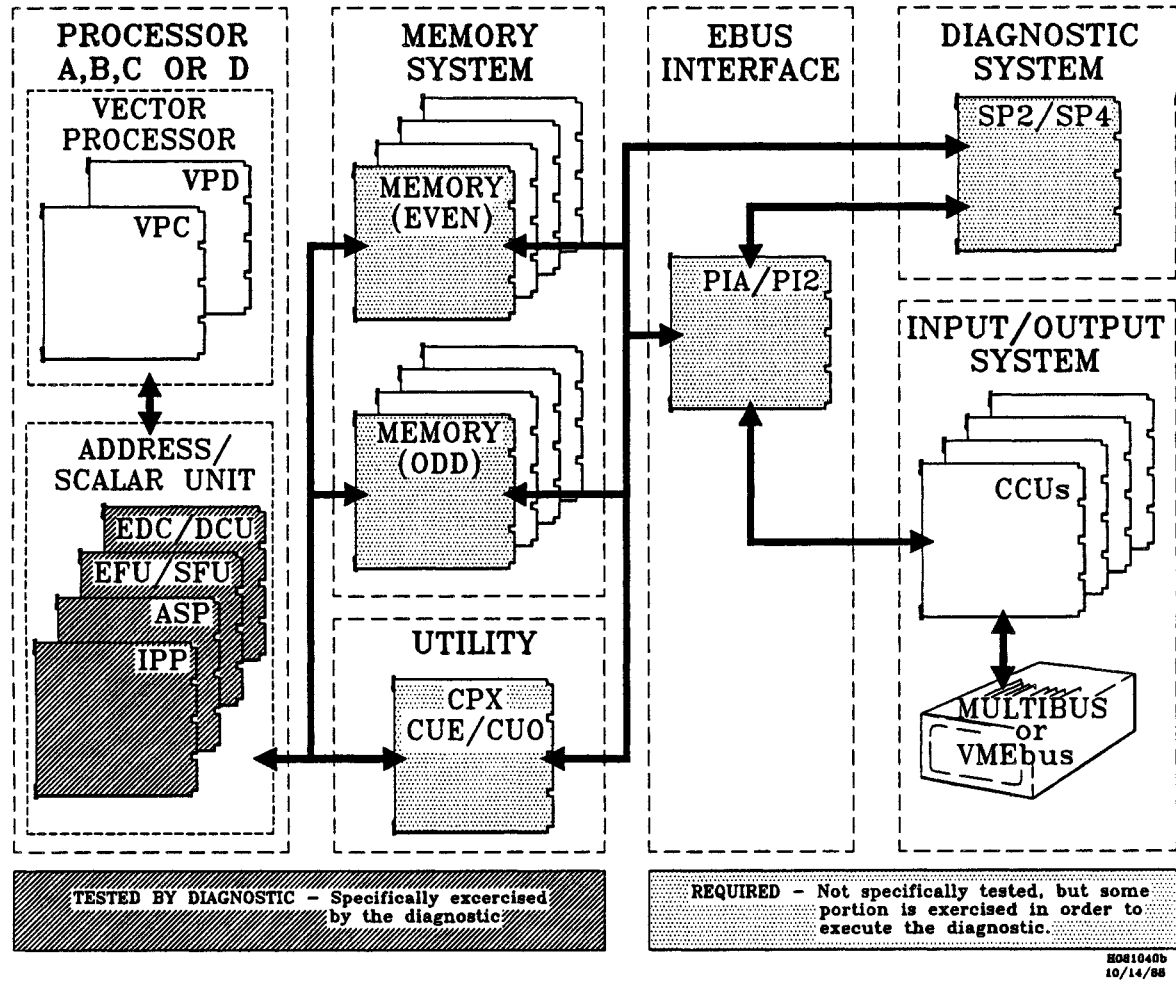 PROCESSOR
A,B,C OR D
VECTOR
PROCESSOR
VPD
VPC
ADDRESS/
SCALAR UNIT
EDC/DCU
EFU/SFU
ASP
IPP
MEMORY
SYSTEM
MEMORY
(EVEN)
MEMORY
(ODD)
UTILITY
CPX
CUE/CUO
EBUS
INTERFACE
PIA/PI2
DIAGNOSTIC
SYSTEM
SP2/SP4
INPUT/OUTPUT
SYSTEM
CCUs
MULTIBUS
or
VMEbus
TESTED BY DIAGNOSTIC - Specifically excercised
by the diagnostic
REQUIRED - Not specifically tested, but some
portion is exercised in order to
execute the diagnostic.
H081040b
10/14/88